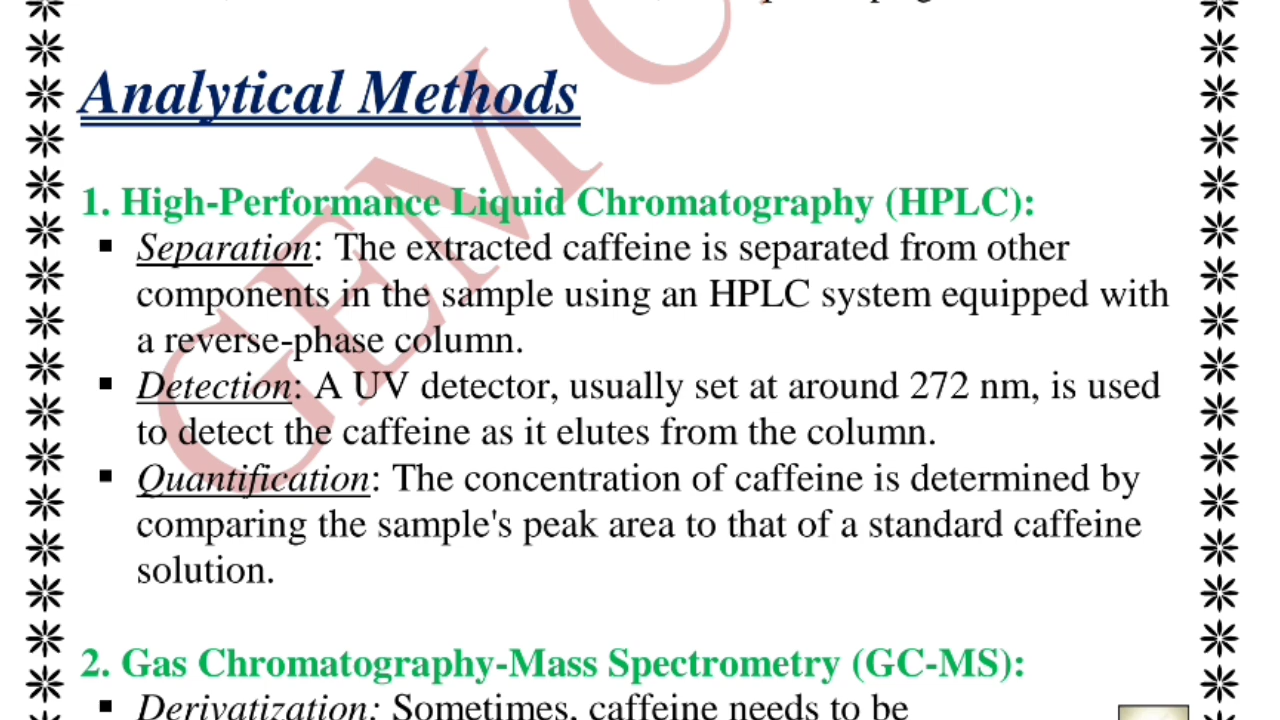 Analytical Methods
1. High-Performance Liquid Chromatography (HPLC):
▪ Separation: The extracted caffeine is separated from other
components in the sample using an HPLC system equipped with
a reverse-phase column.
▪ Detection: A UV detector, usually set at around 272 nm, is used
to detect the caffeine as it elutes from the column.
▪ Quantification: The concentration of caffeine is determined by
comparing the sample's peak area to that of a standard caffeine
solution.
2. Gas Chromatography-Mass Spectrometry (GC-MS):
▪ Derivatization: Sometimes, caffeine needs to be
GEM